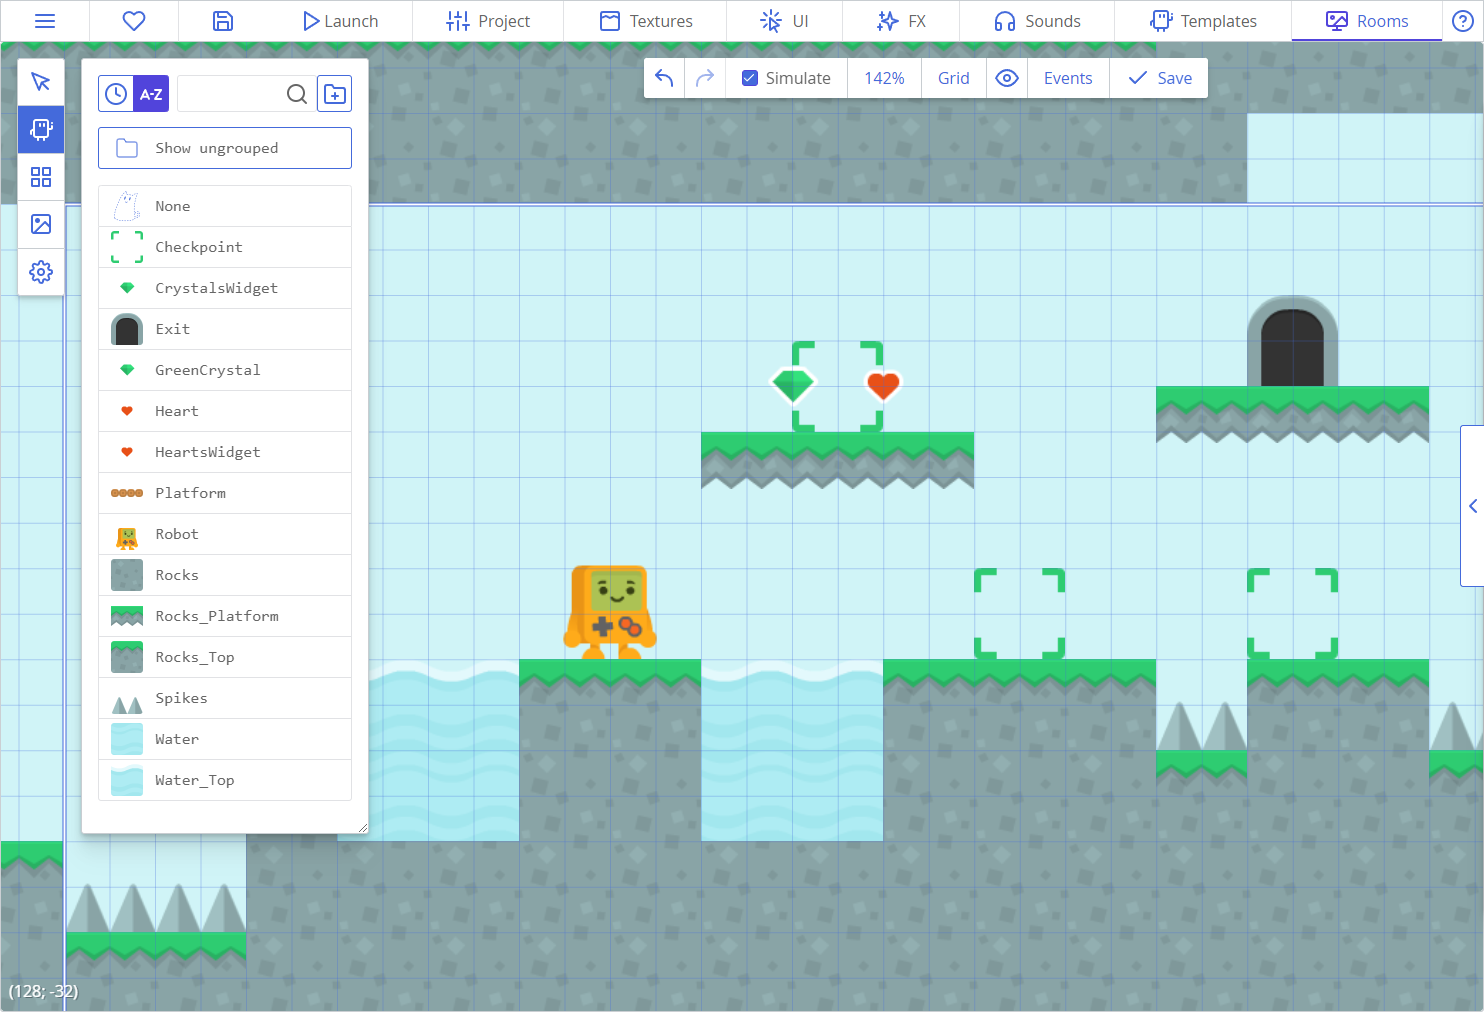 Launch
Project
Textures
UI
FX
Sounds
Templates
Rooms
A-Z
Simulate
142%
Grid
Events
Save
Show ungrouped
None
Checkpoint
CrystalsWidget
Exit
GreenCrystal
Heart
HeartsWidget
Platform
Robot
Rocks
Rocks_Platform
Rocks_Top
Spikes
Water
Water_Top
(128; -32)